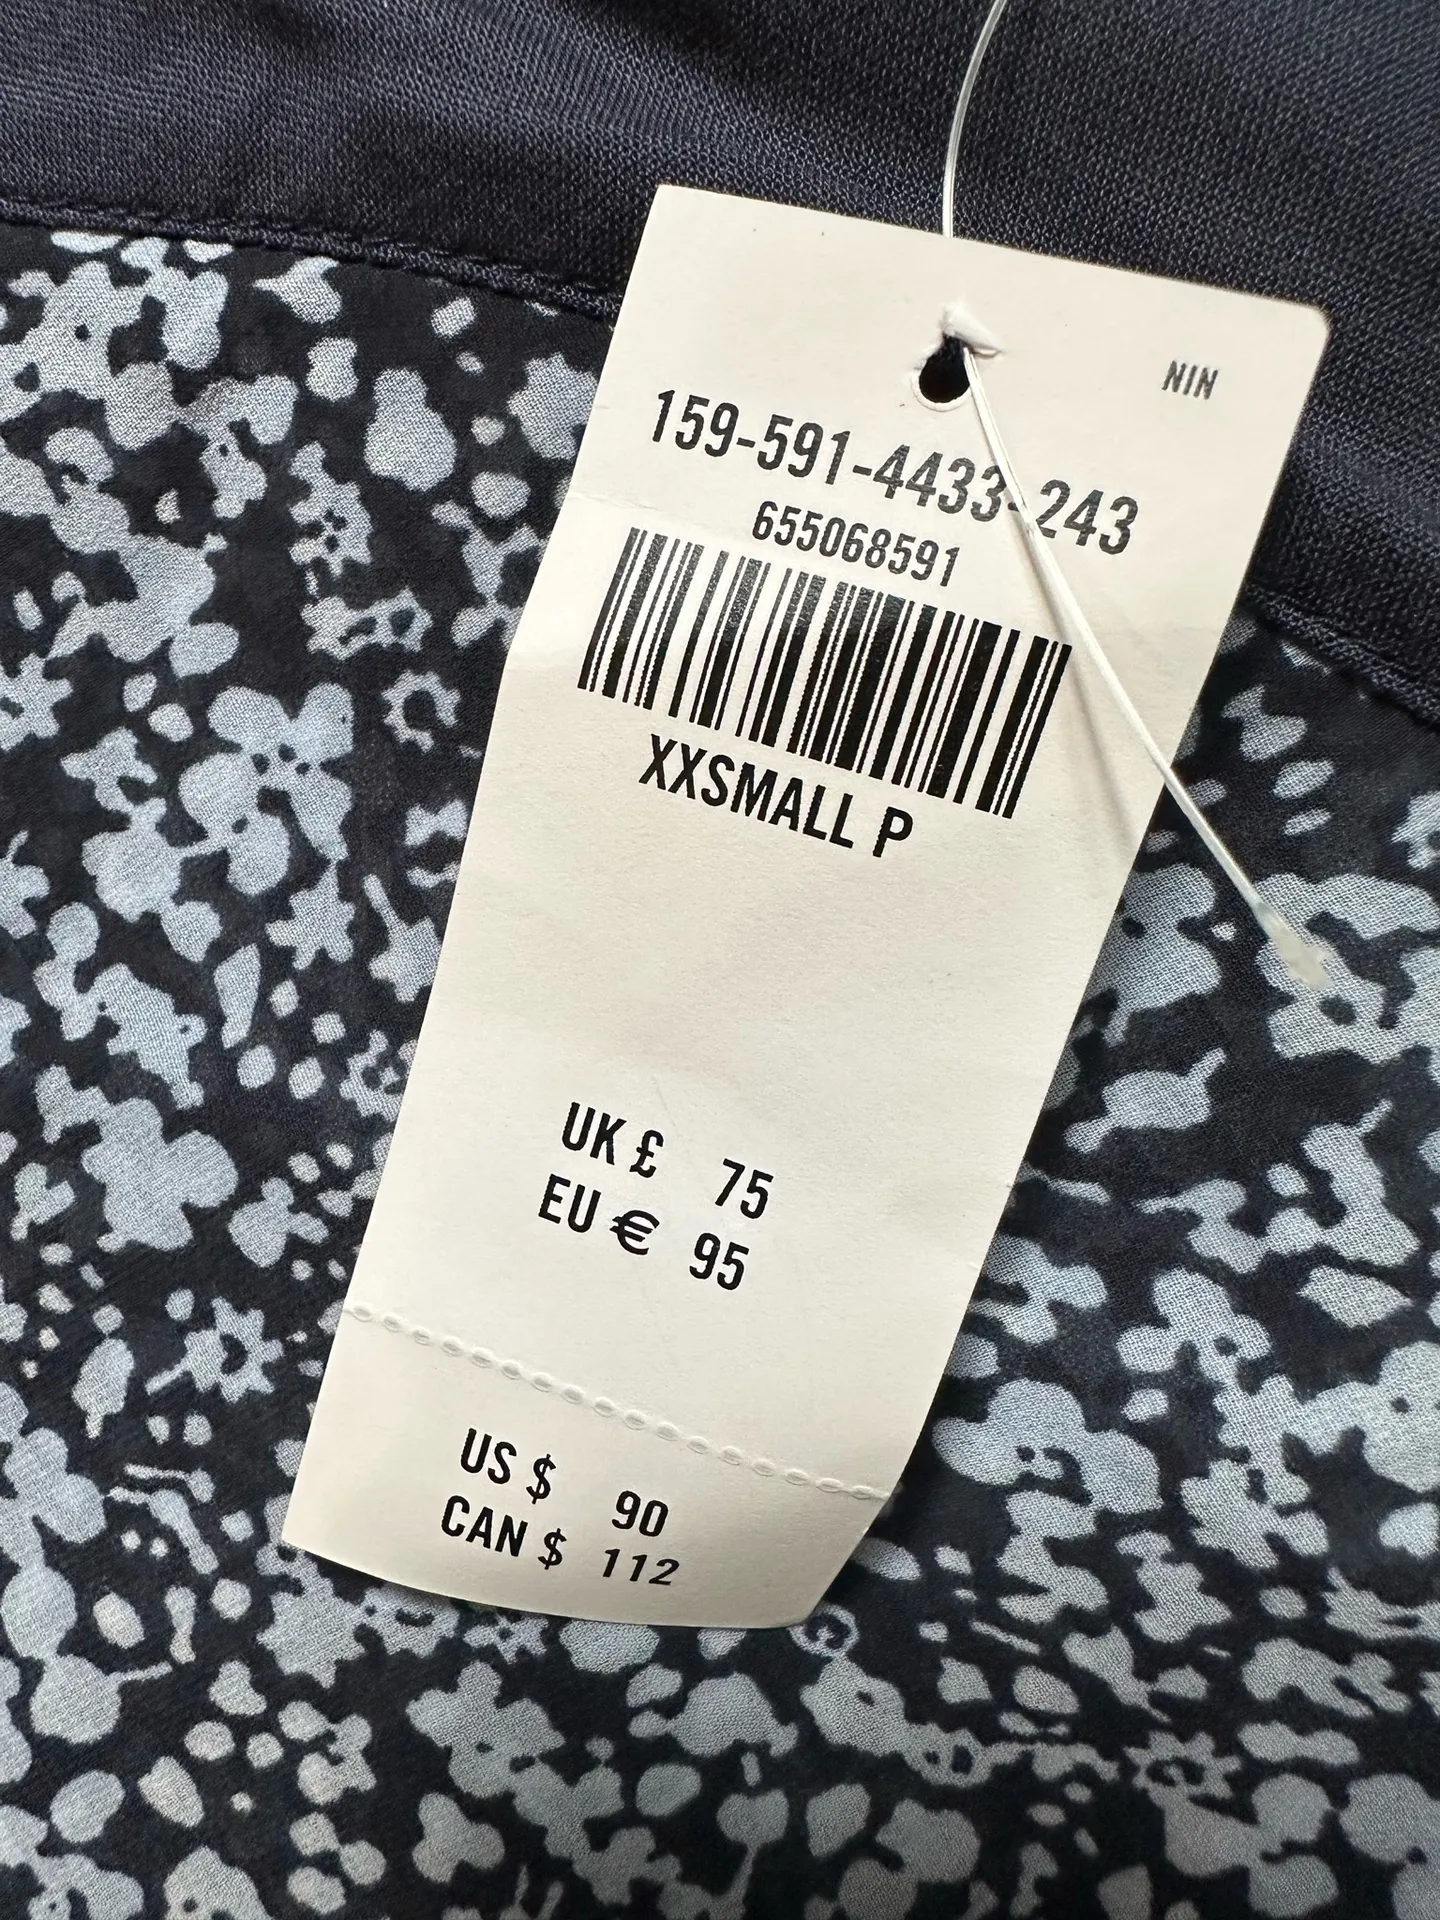 NIN
159-591-4433-243
655068591
XXSMALL P
UK £ 75
EU € 95
US $ 90
CAN $ 112